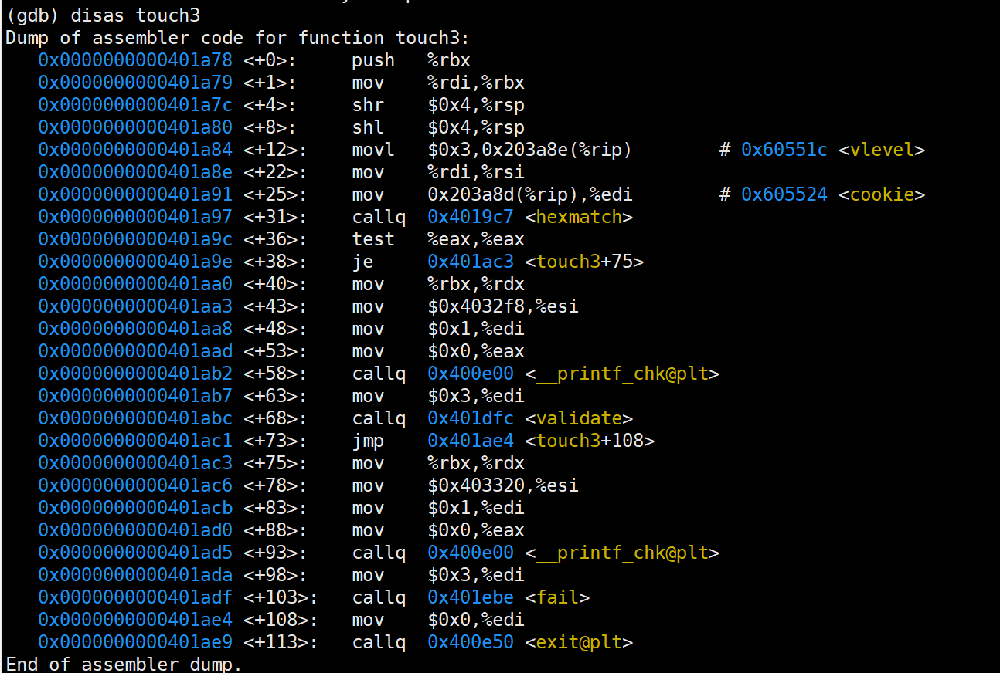 (gdb) disas touch3
Dump of assembler code for function touch3:
   0x0000000000401a78 <+0>:     push   %rbx
   0x0000000000401a79 <+1>:     mov    %rdi,%rbx
   0x0000000000401a7c <+4>:     shr    $0x4,%rsp
   0x0000000000401a80 <+8>:     shl    $0x4,%rsp
   0x0000000000401a84 <+12>:    movl   $0x3,0x203a8e(%rip)        # 0x60551c <vlevel>
   0x0000000000401a8e <+22>:    mov    %rdi,%rsi
   0x0000000000401a91 <+25>:    mov    0x203a8d(%rip),%edi        # 0x605524 <cookie>
   0x0000000000401a97 <+31>:    callq  0x4019c7 <hexmatch>
   0x0000000000401a9c <+36>:    test   %eax,%eax
   0x0000000000401a9e <+38>:    je     0x401ac3 <touch3+75>
   0x0000000000401aa0 <+40>:    mov    %rbx,%rdx
   0x0000000000401aa3 <+43>:    mov    $0x4032f8,%esi
   0x0000000000401aa8 <+48>:    mov    $0x1,%edi
   0x0000000000401aad <+53>:    mov    $0x0,%eax
   0x0000000000401ab2 <+58>:    callq  0x400e00 <__printf_chk@plt>
   0x0000000000401ab7 <+63>:    mov    $0x3,%edi
   0x0000000000401abc <+68>:    callq  0x401dfc <validate>
   0x0000000000401ac1 <+73>:    jmp    0x401ae4 <touch3+108>
   0x0000000000401ac3 <+75>:    mov    %rbx,%rdx
   0x0000000000401ac6 <+78>:    mov    $0x403320,%esi
   0x0000000000401acb <+83>:    mov    $0x1,%edi
   0x0000000000401ad0 <+88>:    mov    $0x0,%eax
   0x0000000000401ad5 <+93>:    callq  0x400e00 <__printf_chk@plt>
   0x0000000000401ada <+98>:    mov    $0x3,%edi
   0x0000000000401adf <+103>:   callq  0x401ebe <fail>
   0x0000000000401ae4 <+108>:   mov    $0x0,%edi
   0x0000000000401ae9 <+113>:   callq  0x400e50 <exit@plt>
End of assembler dump.